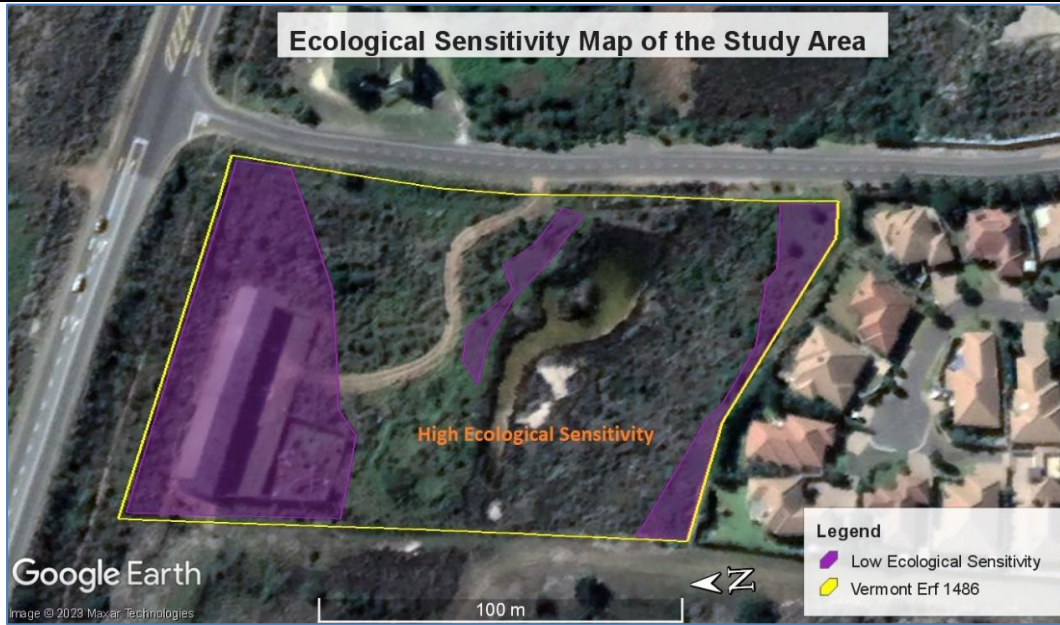 Ecological Sensitivity Map of the Study Area
High Ecological Sensitivity
Legend
Low Ecological Sensitivity
Vermont Erf 1486
Google Earth
N
Image © 2023 Maxar Technologies
100 m